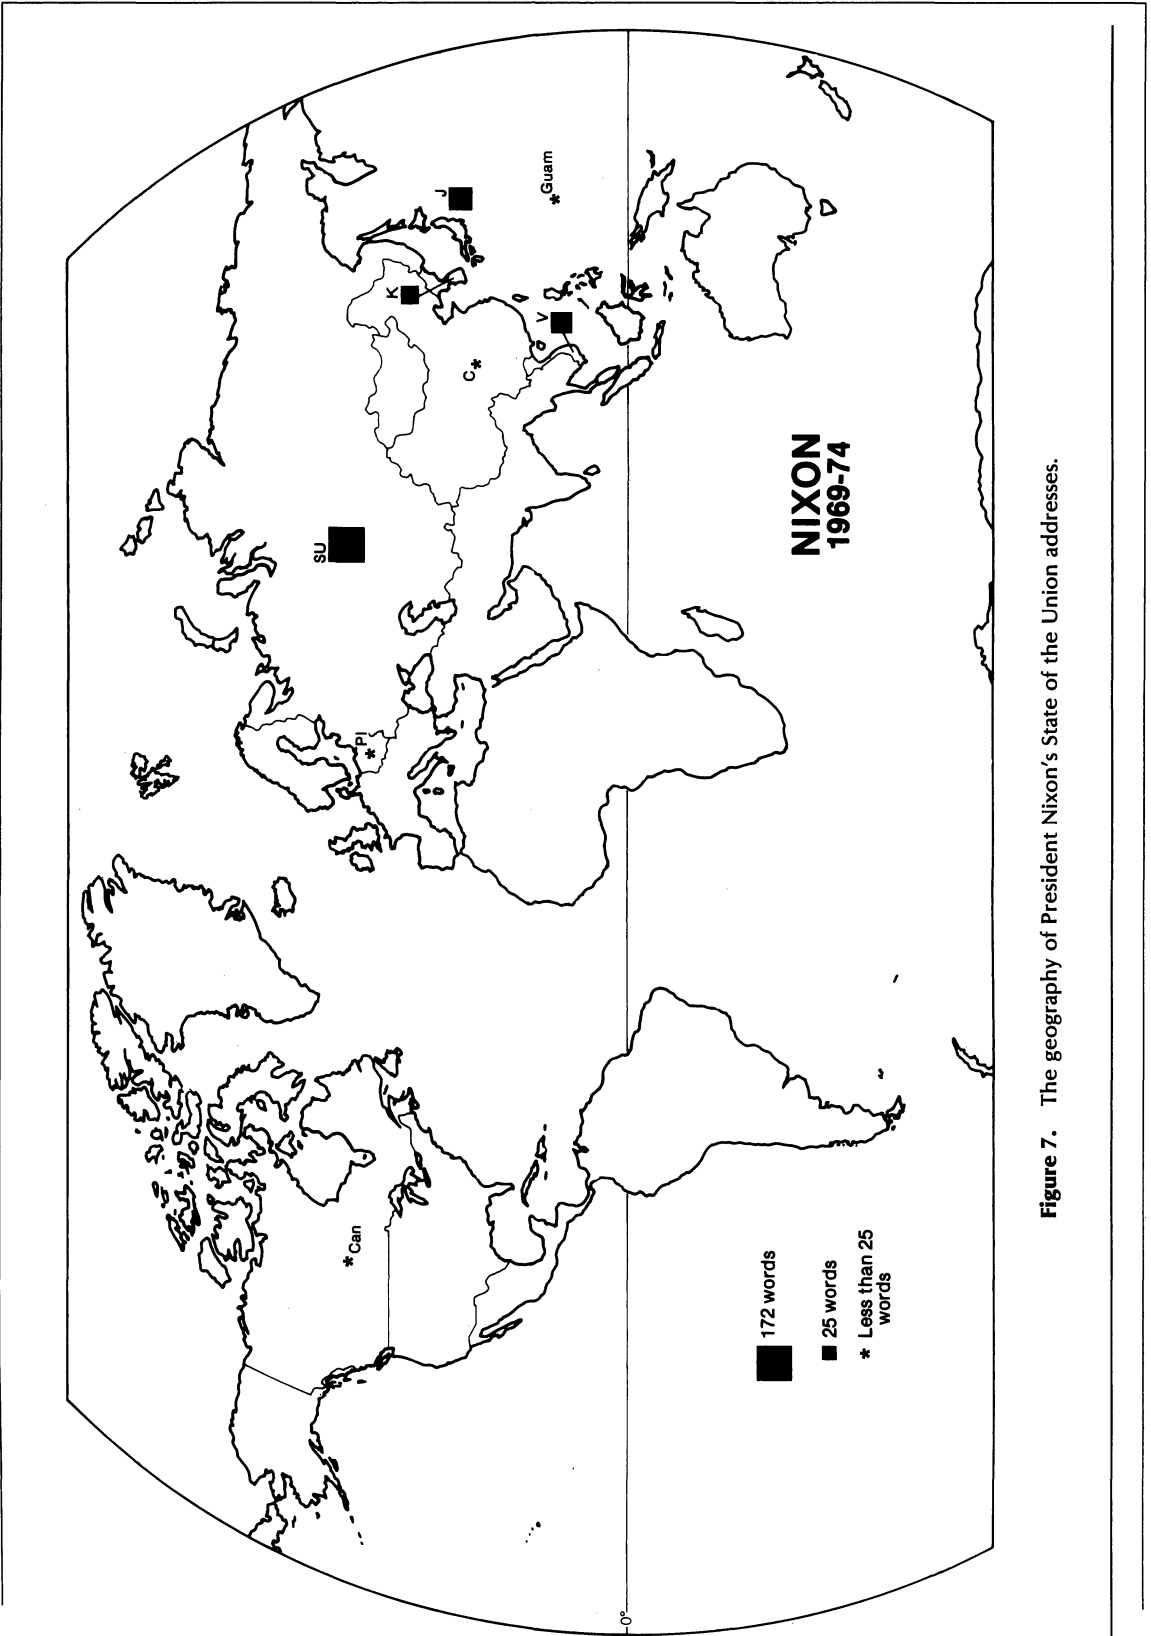 SU
Pl
K
J
C
V
Guam
Can
0°
NIXON
1969-74
172 words
25 words
* Less than 25
words
Figure 7. The geography of President Nixon's State of the Union addresses.